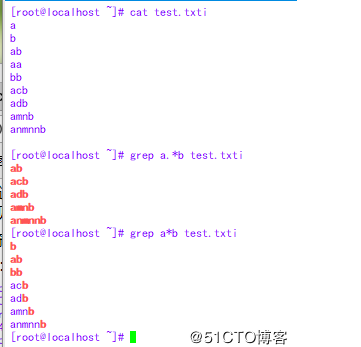 [root@localhost ~]# cat test.txti
a
b
ab
aa
bb
acb
adb
amnb
anmnnb
[root@localhost ~]# grep a.*b test.txti
ab
acb
adb
amnb
anmnnb
[root@localhost ~]# grep a*b test.txti
b
ab
bb
acb
adb
amnb
anmnnb
[root@localhost ~]#
@51CTO博客